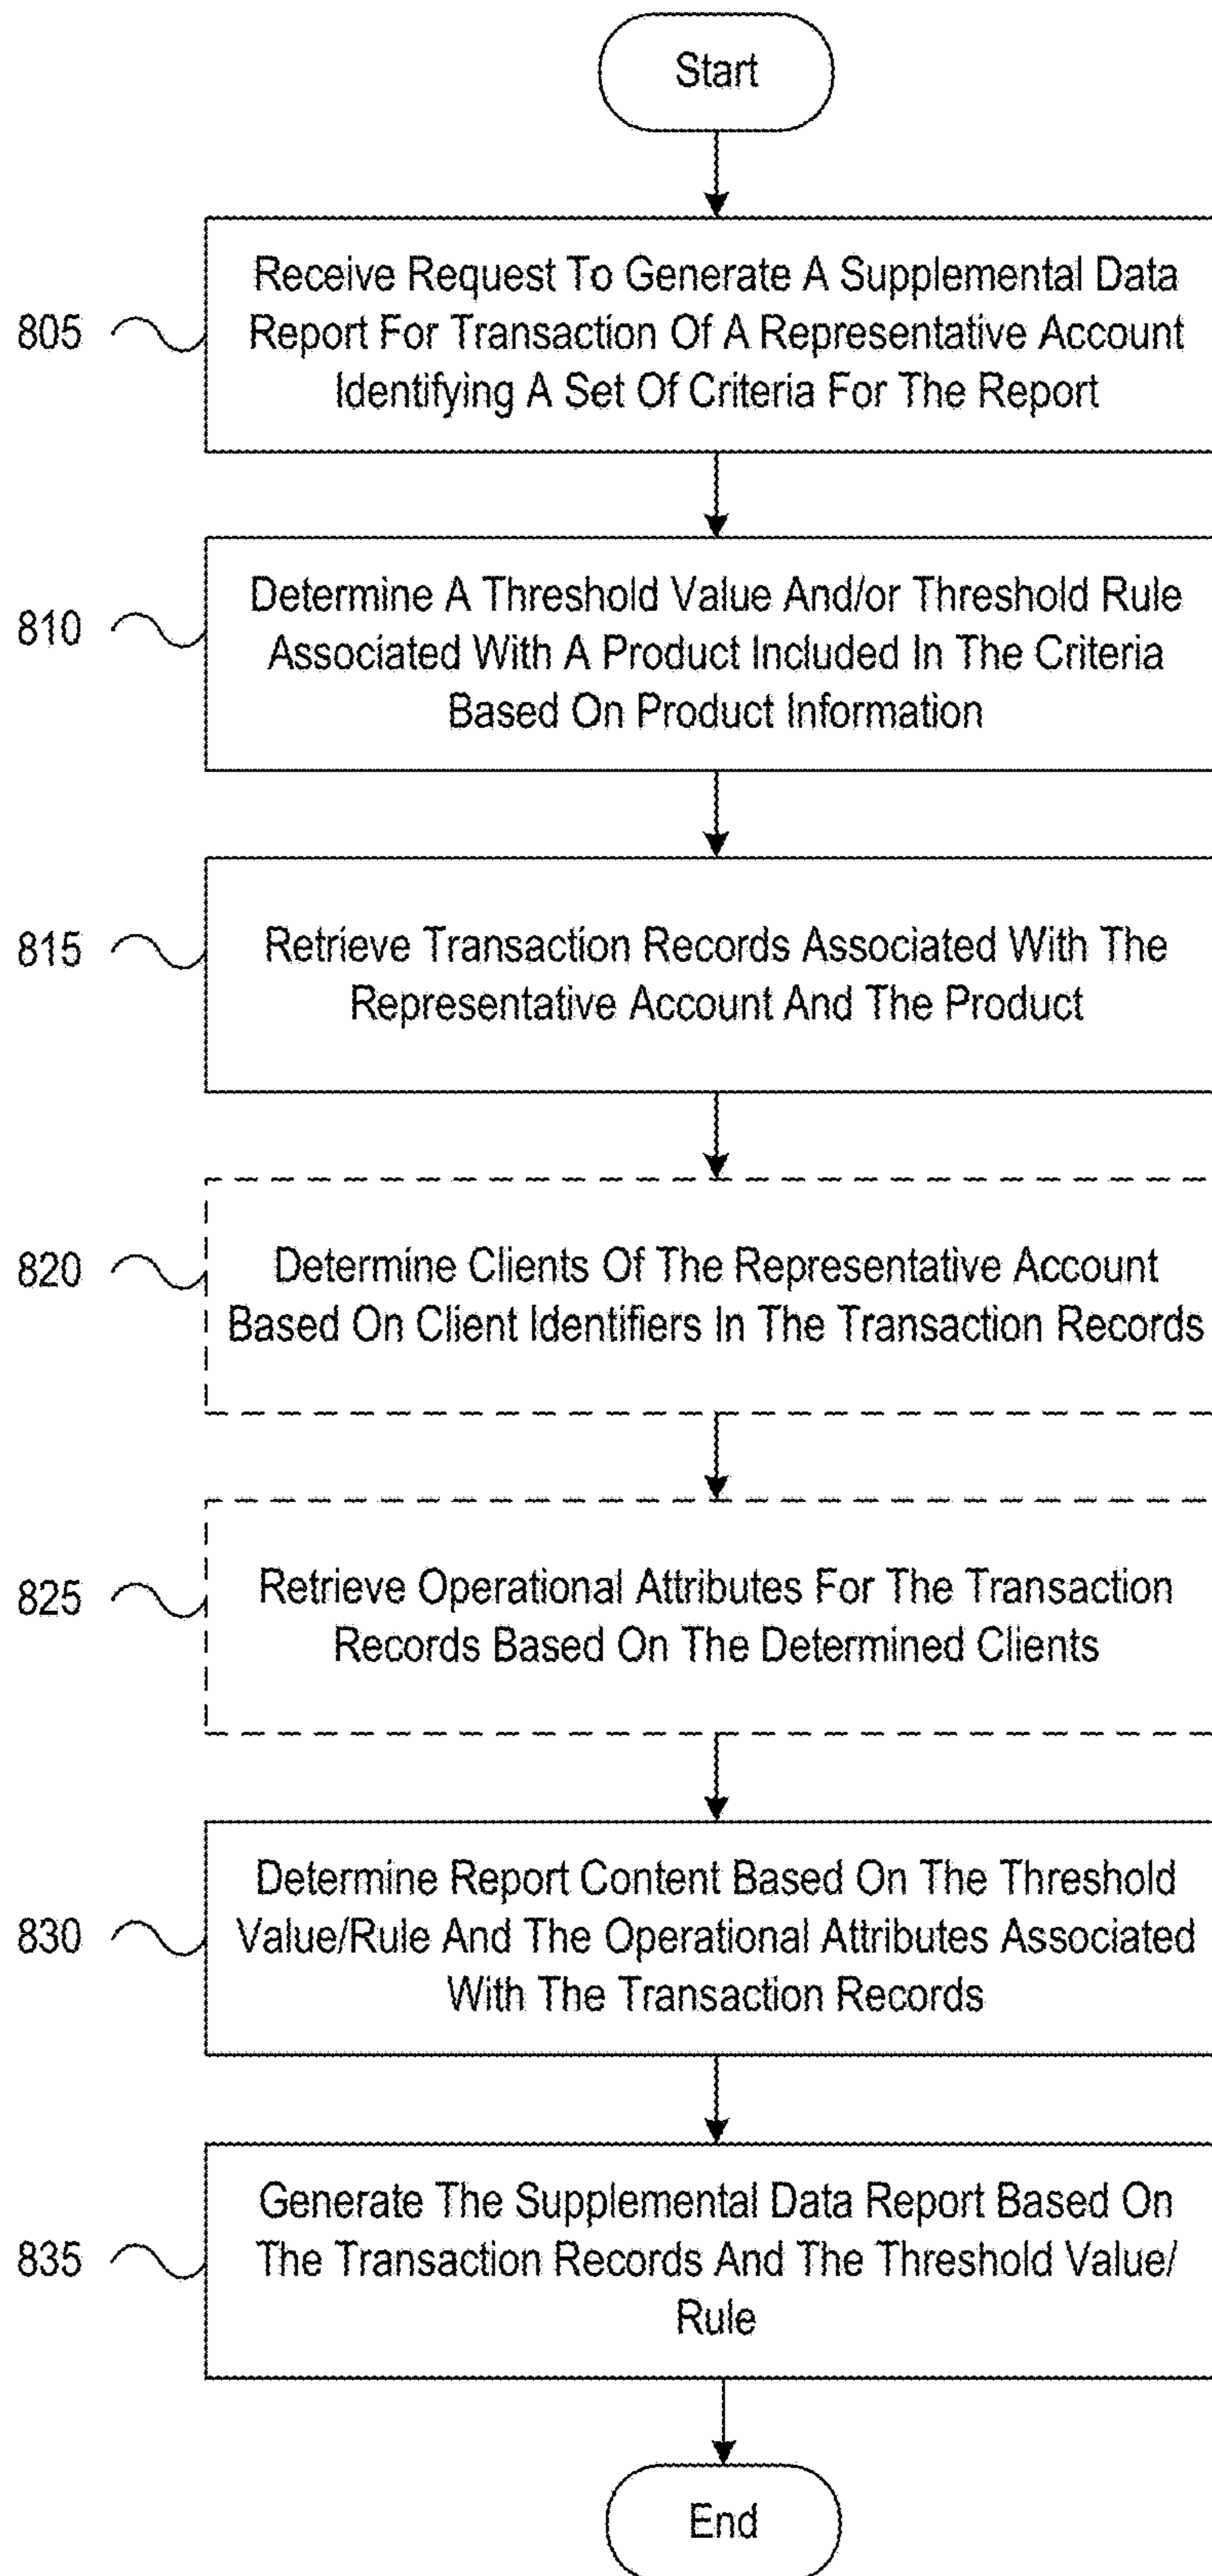 Start
805
Receive Request To Generate A Supplemental Data
Report For Transaction Of A Representative Account
Identifying A Set Of Criteria For The Report
810
Determine A Threshold Value And/or Threshold Rule
Associated With A Product Included In The Criteria
Based On Product Information
815
Retrieve Transaction Records Associated With The
Representative Account And The Product
820
Determine Clients Of The Representative Account
Based On Client Identifiers In The Transaction Records
825
Retrieve Operational Attributes For The Transaction
Records Based On The Determined Clients
830
Determine Report Content Based On The Threshold
Value/Rule And The Operational Attributes Associated
With The Transaction Records
835
Generate The Supplemental Data Report Based On
The Transaction Records And The Threshold Value/
Rule
End